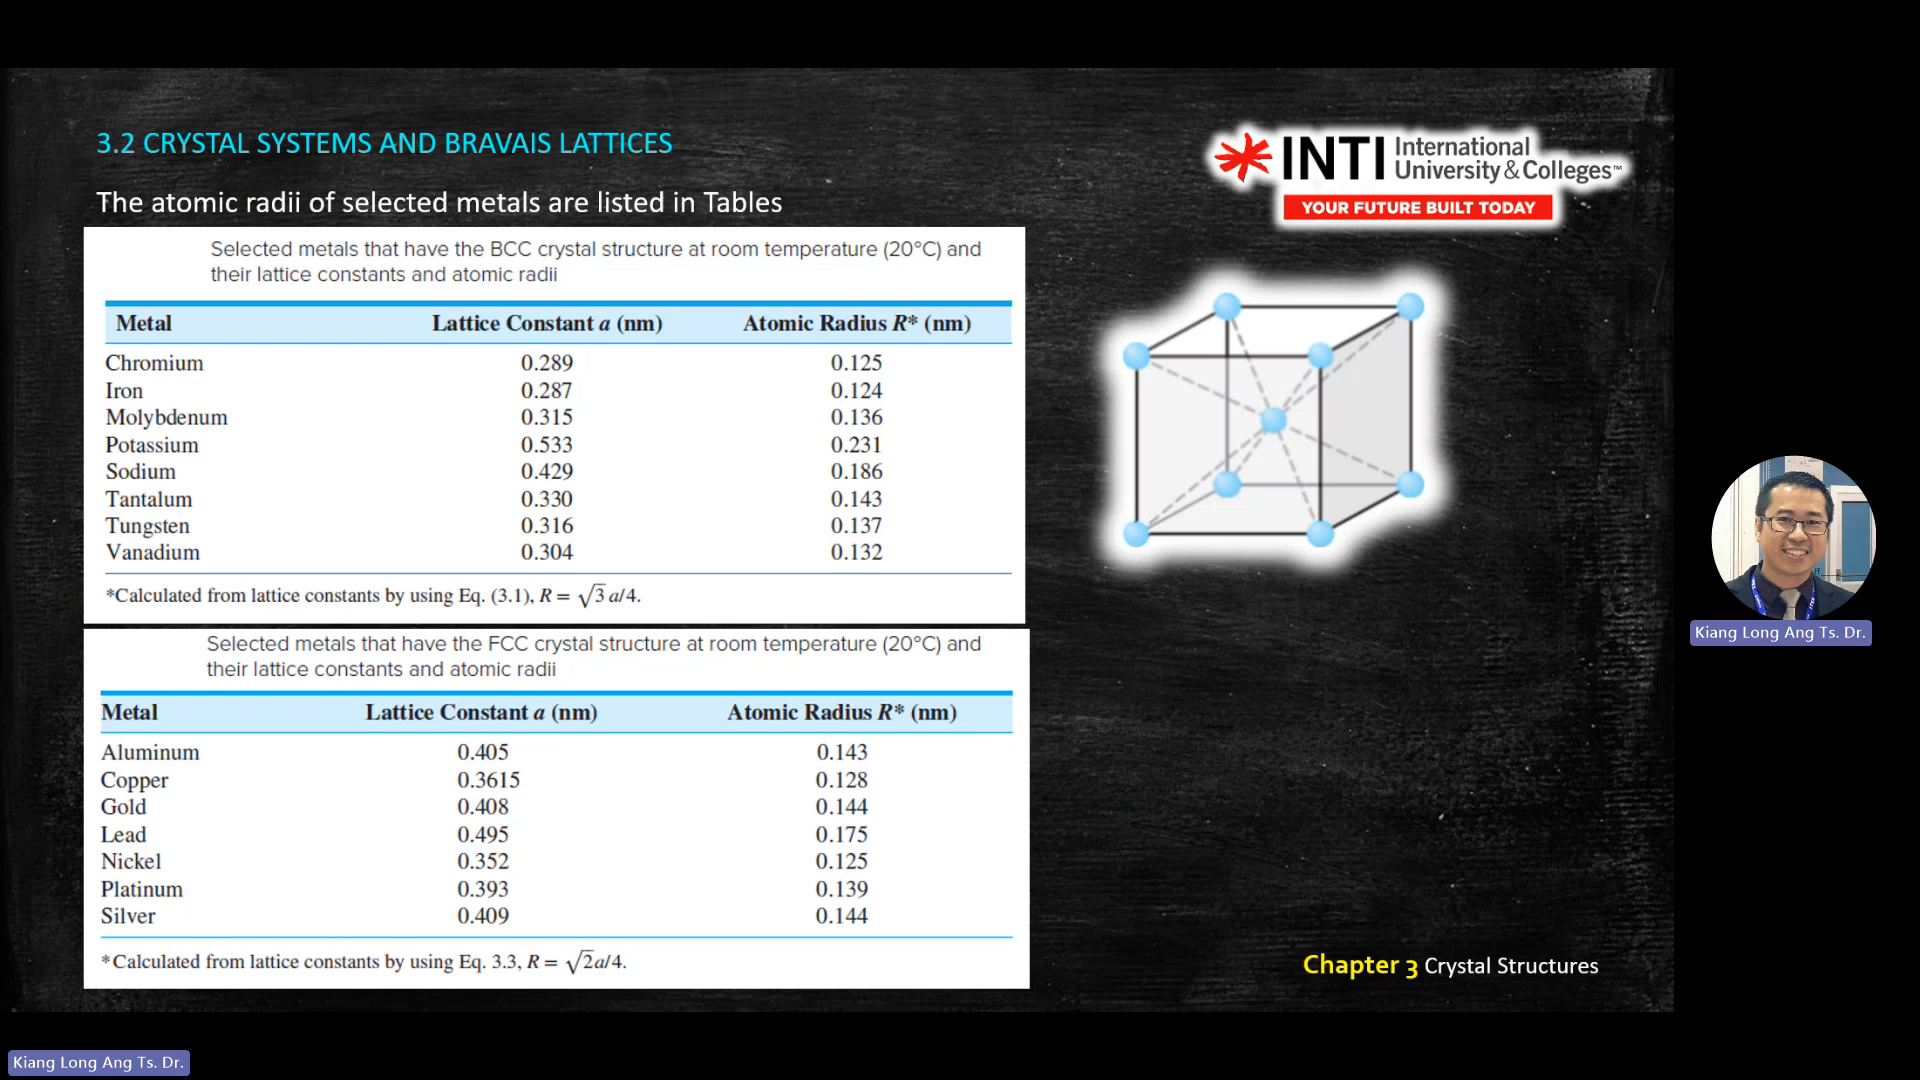 3.2 CRYSTAL SYSTEMS AND BRAVAIS LATTICES
The atomic radii of selected metals are listed in Tables
Selected metals that have the BCC crystal structure at room temperature (20°C) and
their lattice constants and atomic radii
Metal Lattice Constant a (nm) Atomic Radius R* (nm)
Chromium 0.289 0.125
Iron 0.287 0.124
Molybdenum 0.315 0.136
Potassium 0.533 0.231
Sodium 0.429 0.186
Tantalum 0.330 0.143
Tungsten 0.316 0.137
Vanadium 0.304 0.132
*Calculated from lattice constants by using Eq. (3.1), R = √3 a/4.
Selected metals that have the FCC crystal structure at room temperature (20°C) and
their lattice constants and atomic radii
Metal Lattice Constant a (nm) Atomic Radius R* (nm)
Aluminum 0.405 0.143
Copper 0.3615 0.128
Gold 0.408 0.144
Lead 0.495 0.175
Nickel 0.352 0.125
Platinum 0.393 0.139
Silver 0.409 0.144
*Calculated from lattice constants by using Eq. 3.3, R = √2a/4.
INTI International
University & Colleges™
YOUR FUTURE BUILT TODAY
Chapter 3 Crystal Structures
Kiang Long Ang Ts. Dr.
Kiang Long Ang Ts. Dr.